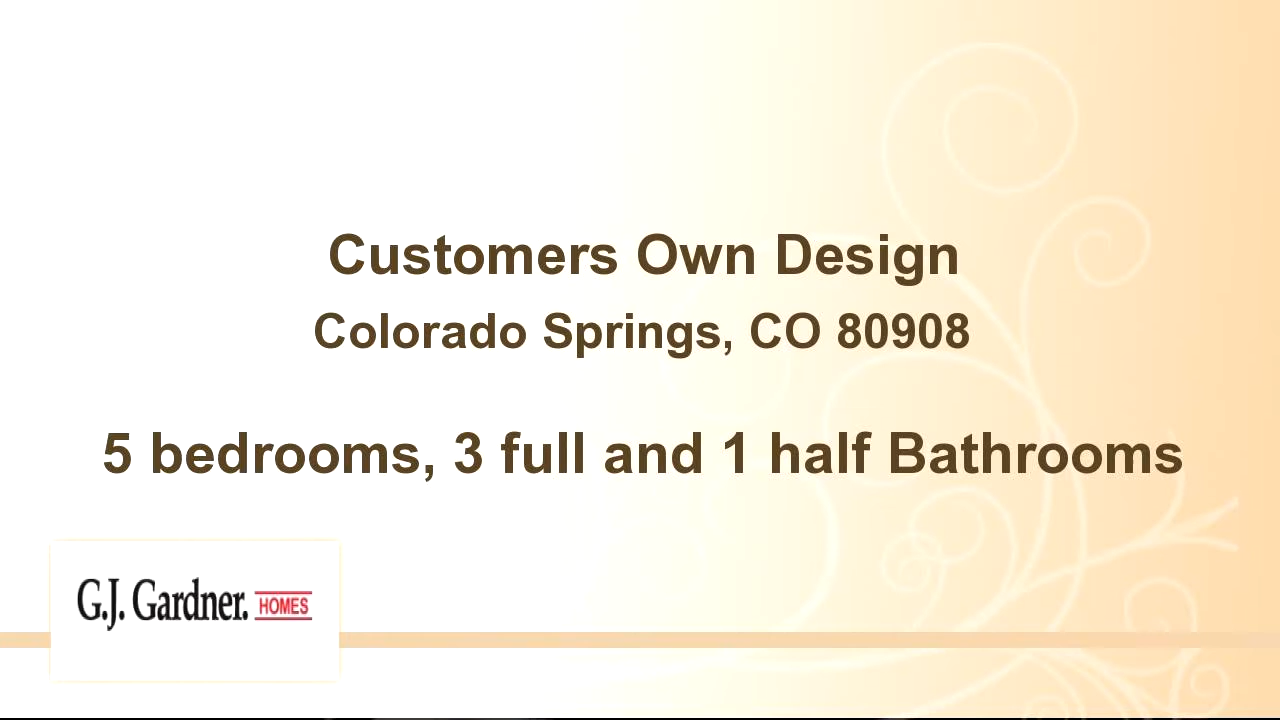 Customers Own Design
Colorado Springs, CO 80908
5 bedrooms, 3 full and 1 half Bathrooms
G.J. Gardner. HOMES